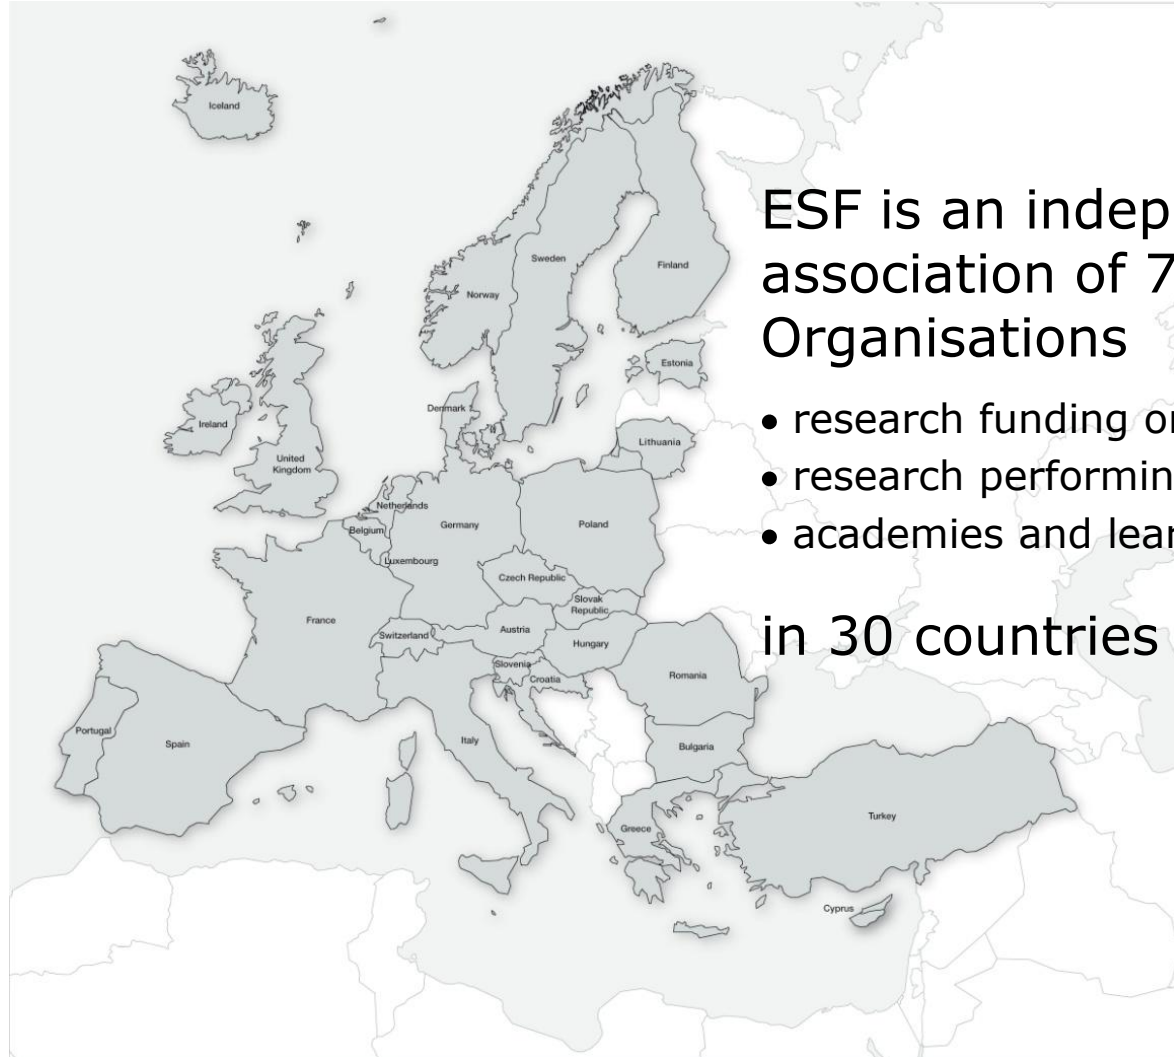 Iceland
ESF is an indep
association of 7
Organisations
• research funding o
• research performin
• academies and lear
in 30 countries
Sweden
Finland
Norway
Estonia
Denmark
Ireland
Lithuania
United
Kingdom
Netherlands
Belgium
Germany
Poland
Luxembourg
Czech Republic
Slovak
Republic
France
Austria
Switzerland
Hungary
Slovenia
Croatia
Romania
Portugal
Spain
Italy
Bulgaria
Turkey
Greece
Cyprus